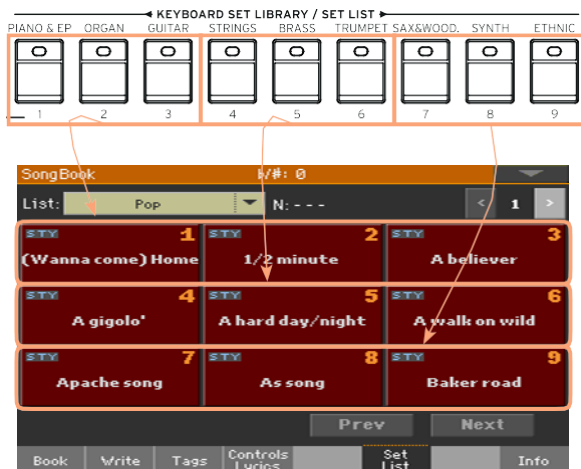 ◄ KEYBOARD SET LIBRARY / SET LIST ►
PIANO & EP ORGAN GUITAR STRINGS BRASS TRUMPET SAX&WOOD. SYNTH ETHNIC
1 2 3 4 5 6 7 8 9
SongBook ♭/#: 0
List: Pop N: - - - < 1 >
STY 1 STY 2 STY 3
(Wanna come) Home 1/2 minute A believer
STY 4 STY 5 STY 6
A gigolo' A hard day/night A walk on wild
STY 7 STY 8 STY 9
Apache song As song Baker road
Prev Next
Book Write Tags Controls Lyrics Set List Info